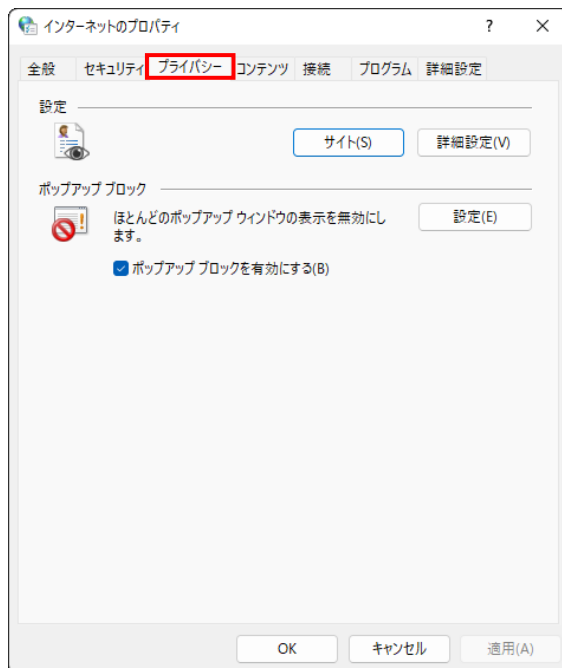 インターネットのプロパティ
?
全般 セキュリティ プライバシー コンテンツ 接続 プログラム 詳細設定
設定
サイト(S) 詳細設定(V)
ポップアップ ブロック
ほとんどのポップアップ ウィンドウの表示を無効にし
ます。
設定(E)
ポップアップ ブロックを有効にする(B)
OK キャンセル 適用(A)